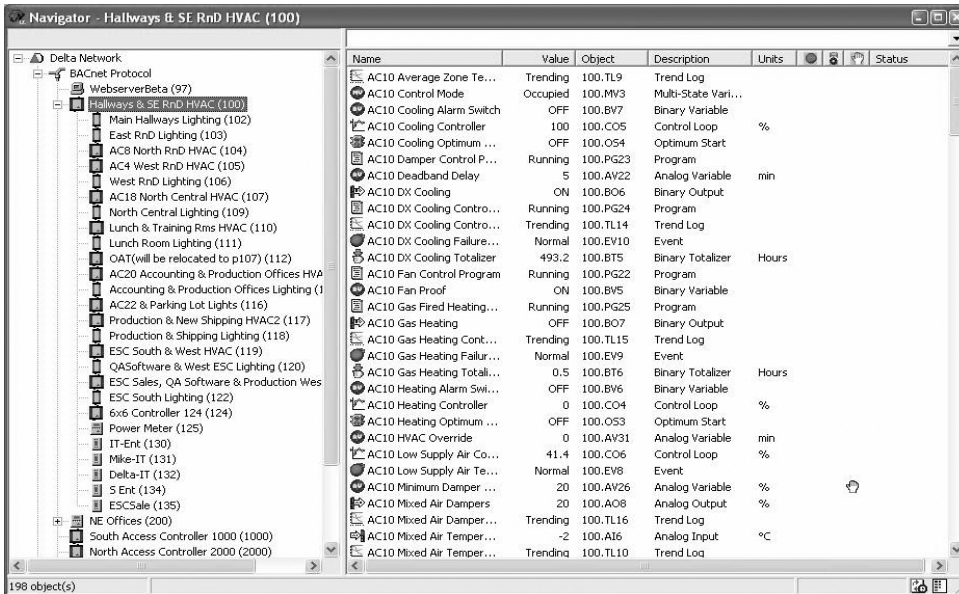 Navigator - Hallways & SE RnD HVAC (100)
Delta Network
BACnet Protocol
WebserverBeta (97)
Hallways & SE RnD HVAC (100)
Main Hallways Lighting (102)
East RnD Lighting (103)
AC8 North RnD HVAC (104)
AC4 West RnD HVAC (105)
West RnD Lighting (106)
AC18 North Central HVAC (107)
North Central Lighting (109)
Lunch & Training Rms HVAC (110)
Lunch Room Lighting (111)
OAT(will be relocated to p107) (112)
AC20 Accounting & Production Offices HVA
Accounting & Production Offices Lighting (1
AC22 & Parking Lot Lights (116)
Production & New Shipping HVAC2 (117)
Production & Shipping Lighting (118)
ESC South & West HVAC (119)
QASoftware & West ESC Lighting (120)
ESC Sales, QA Software & Production Wes
ESC South Lighting (122)
6x6 Controller 124 (124)
Power Meter (125)
IT-Ent (130)
Mike-IT (131)
Delta-IT (132)
S Ent (134)
ESCSale (135)
NE Offices (200)
South Access Controller 1000 (1000)
North Access Controller 2000 (2000)
Name Value Object Description Units Status
AC10 Average Zone Te... Trending 100.TL9 Trend Log
AC10 Control Mode Occupied 100.MV3 Multi-State Vari...
AC10 Cooling Alarm Switch OFF 100.BV7 Binary Variable
AC10 Cooling Controller 100 100.CO5 Control Loop %
AC10 Cooling Optimum ... OFF 100.OS4 Optimum Start
AC10 Damper Control P... Running 100.PG23 Program
AC10 Deadband Delay 5 100.AV22 Analog Variable min
AC10 DX Cooling ON 100.BO6 Binary Output
AC10 DX Cooling Contro... Running 100.PG24 Program
AC10 DX Cooling Contro... Trending 100.TL14 Trend Log
AC10 DX Cooling Failure... Normal 100.EV10 Event
AC10 DX Cooling Totalizer 493.2 100.BT5 Binary Totalizer Hours
AC10 Fan Control Program Running 100.PG22 Program
AC10 Fan Proof ON 100.BV5 Binary Variable
AC10 Gas Fired Heating... Running 100.PG25 Program
AC10 Gas Heating OFF 100.BO7 Binary Output
AC10 Gas Heating Cont... Trending 100.TL15 Trend Log
AC10 Gas Heating Failur... Normal 100.EV9 Event
AC10 Gas Heating Totali... 0.5 100.BT6 Binary Totalizer Hours
AC10 Heating Alarm Swi... OFF 100.BV6 Binary Variable
AC10 Heating Controller 0 100.CO4 Control Loop %
AC10 Heating Optimum ... OFF 100.OS3 Optimum Start
AC10 HVAC Override 0 100.AV31 Analog Variable min
AC10 Low Supply Air Co... 41.4 100.CO6 Control Loop %
AC10 Low Supply Air Te... Normal 100.EV8 Event
AC10 Minimum Damper ... 20 100.AV26 Analog Variable %
AC10 Mixed Air Dampers 20 100.AO8 Analog Output %
AC10 Mixed Air Damper... Trending 100.TL16 Trend Log
AC10 Mixed Air Temper... -2 100.AI6 Analog Input °C
AC10 Mixed Air Temper... Trending 100.TL10 Trend Log
198 object(s)